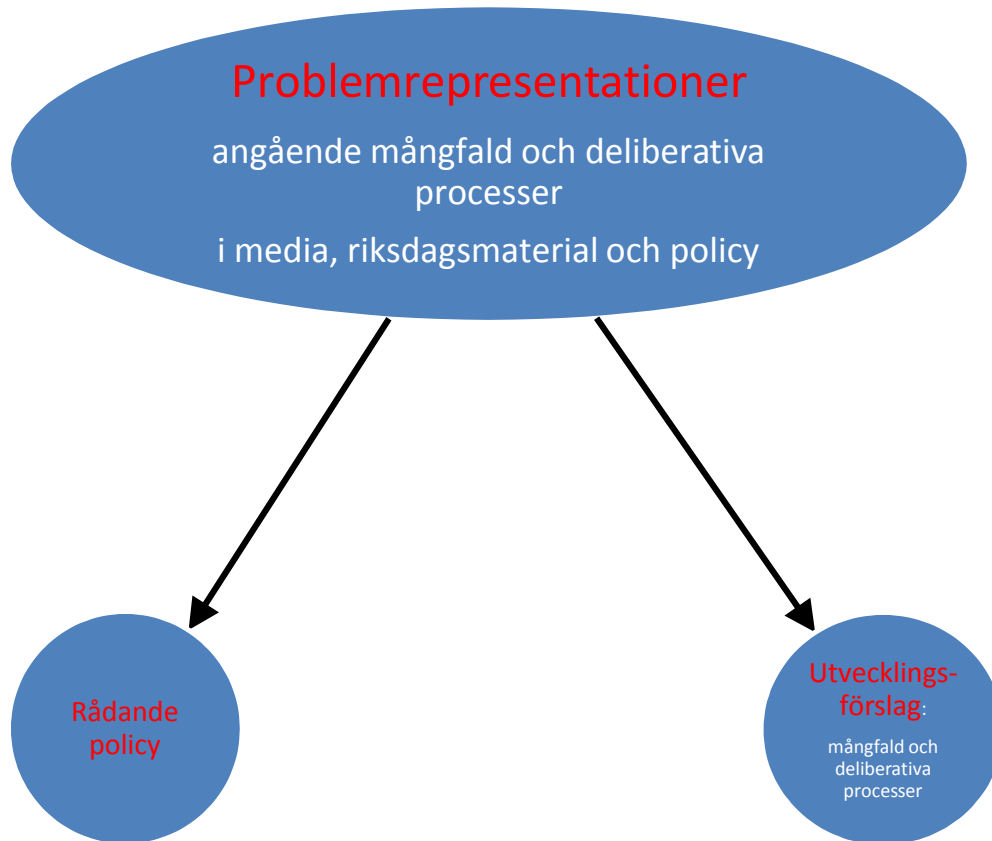 Problemrepresentationer
angående mångfald och deliberativa
processer
i media, riksdagsmaterial och policy
Rådande
policy
Utvecklings-
förslag:
mångfald och
deliberativa
processer